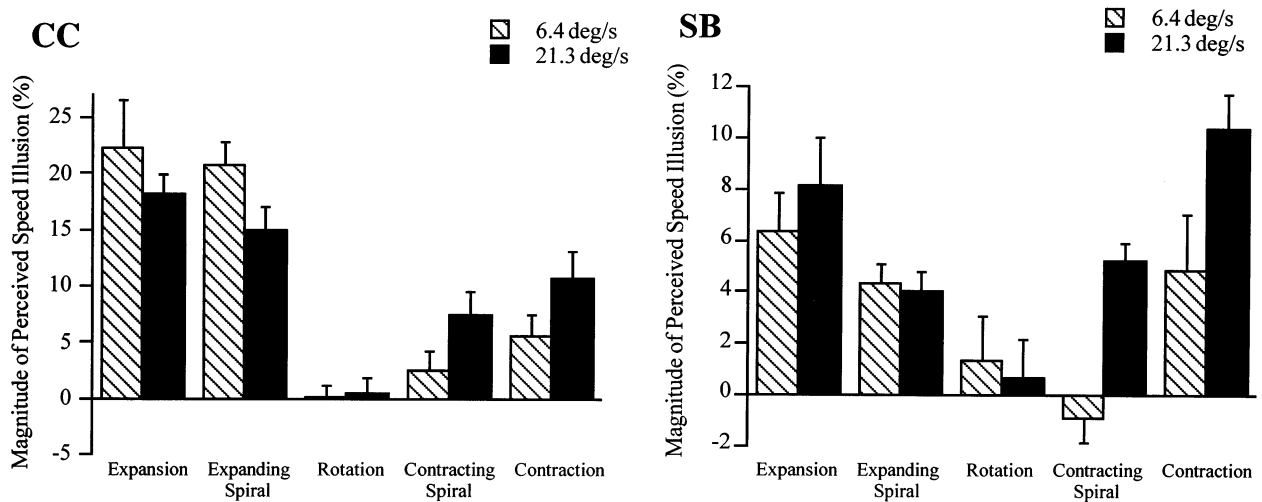 CC
6.4 deg/s
21.3 deg/s
Magnitude of Perceived Speed Illusion (%)
25
20
15
10
5
0
-5
Expansion
Expanding
Spiral
Rotation
Contracting
Spiral
Contraction
SB
6.4 deg/s
21.3 deg/s
Magnitude of Perceived Speed Illusion (%)
12
10
8
6
4
2
0
-2
Expansion
Expanding
Spiral
Rotation
Contracting
Spiral
Contraction